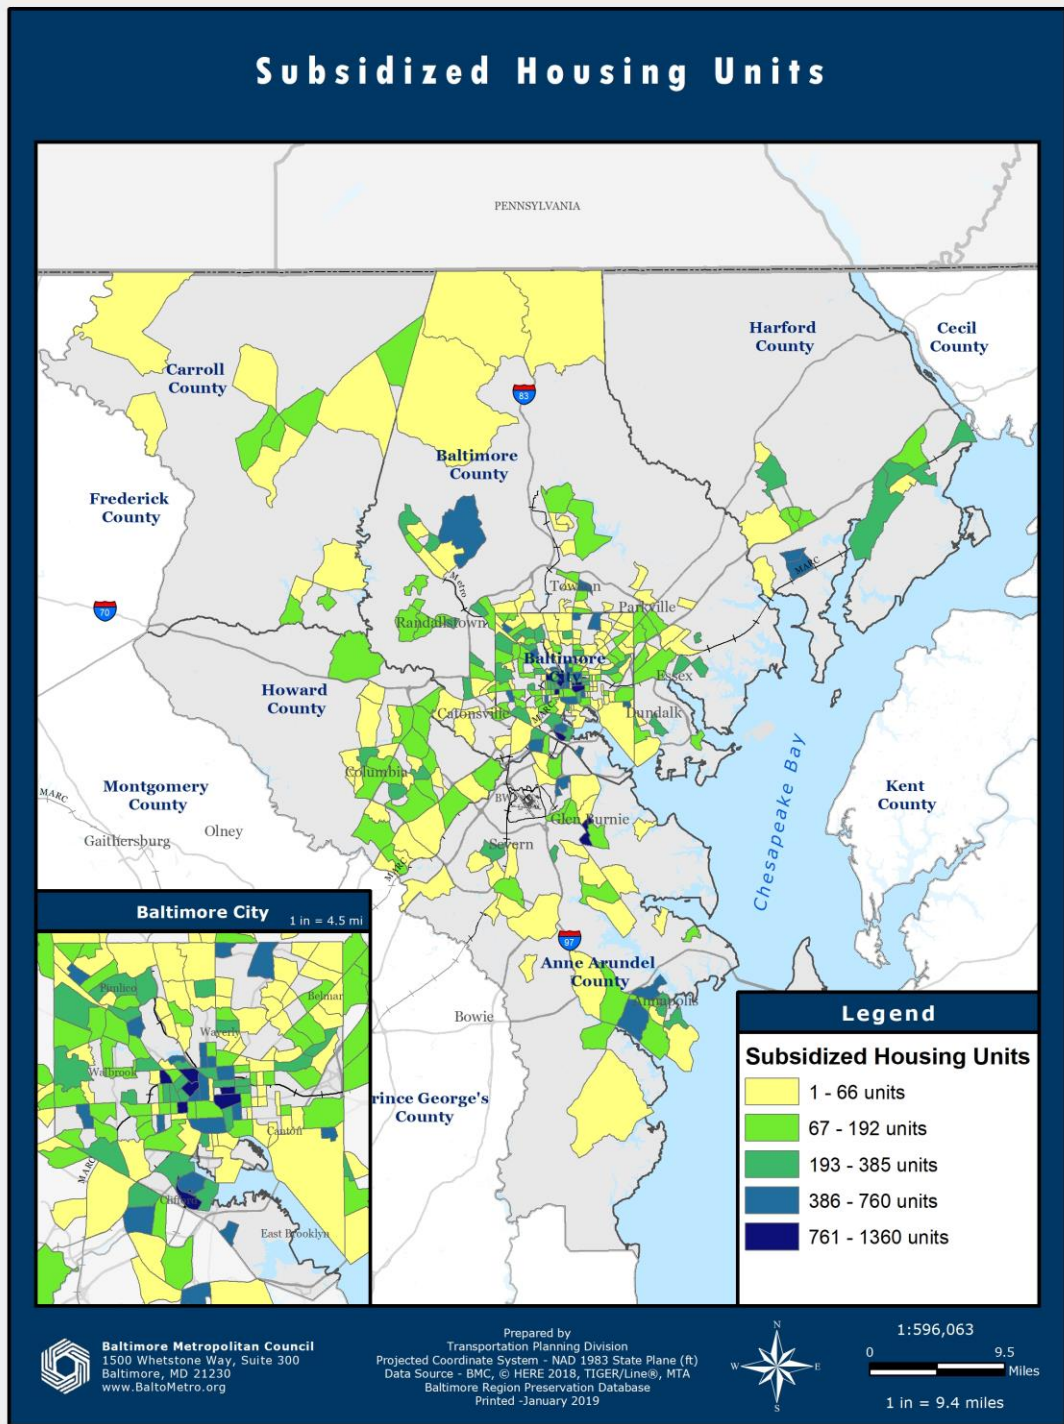 Subsidized Housing Units
PENNSYLVANIA
Harford
County
Cecil
County
Carroll
County
83
Baltimore
County
Frederick
County
MARC
Metro
Towson
70
Parkville
Randallstown
Baltimore
City
Essex
Howard
County
Catonsville
MARC
Dundalk
Columbia
Montgomery
County
MARC
Kent
County
Chesapeake Bay
Olney
Gaithersburg
Glen Burnie
Severn
MARC
Baltimore City
1 in = 4.5 mi
97
Anne Arundel
County
Annapolis
Bowie
rince George's
County
Pimlico
Belmar
Waverly
Walbrook
Canton
MARC
East Brooklyn
Legend
Subsidized Housing Units
1 - 66 units
67 - 192 units
193 - 385 units
386 - 760 units
761 - 1360 units
Baltimore Metropolitan Council
1500 Whetstone Way, Suite 300
Baltimore, MD 21230
www.BaltoMetro.org
Prepared by
Transportation Planning Division
Projected Coordinate System - NAD 1983 State Plane (ft)
Data Source - BMC, © HERE 2018, TIGER/Line®, MTA
Baltimore Region Preservation Database
Printed -January 2019
N
W
E
S
1:596,063
0 9.5
Miles
1 in = 9.4 miles